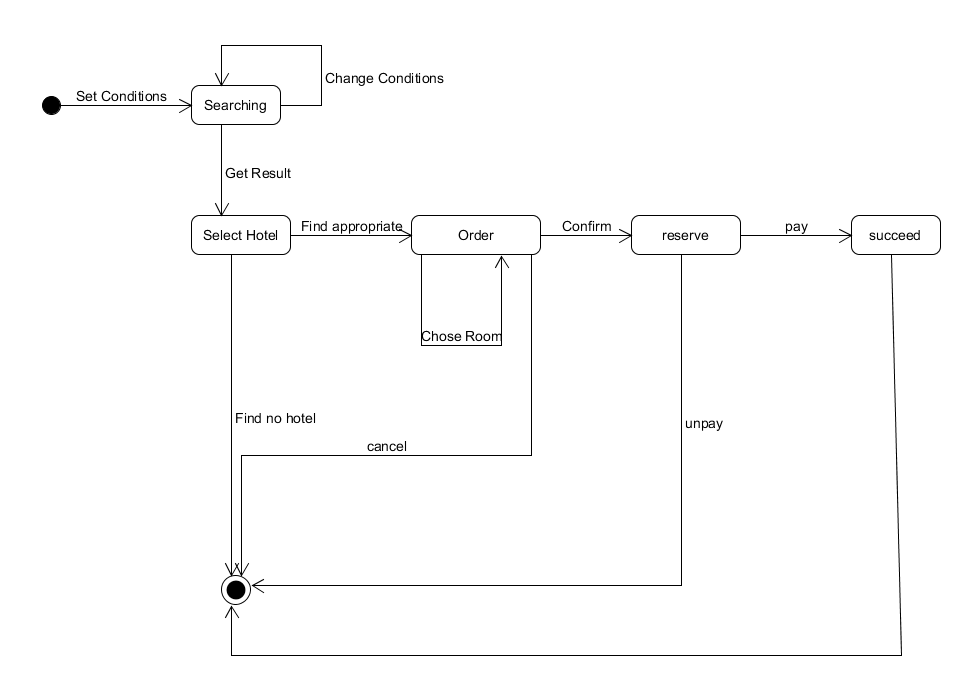 Change Conditions
Set Conditions
Searching
Get Result
Select Hotel
Find appropriate
Order
Confirm
reserve
pay
succeed
Chose Room
Find no hotel
unpay
cancel